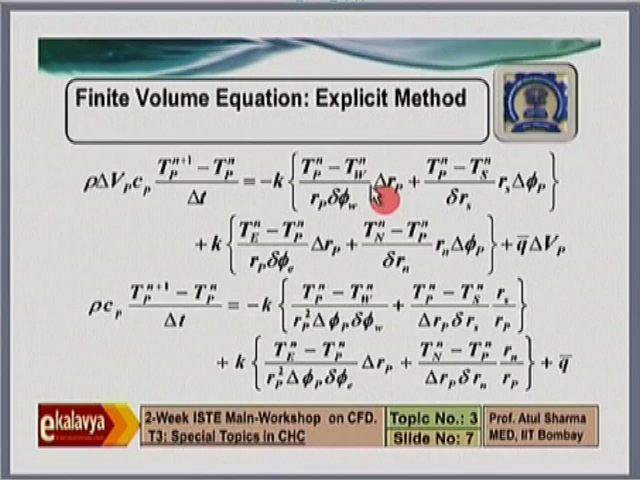 Finite Volume Equation: Explicit Method
ρΔV_P c_p (T_P^{n+1} − T_P^n)/Δt = −k { (T_P^n − T_W^n)/(r_P δϕ_w) Δr_P + (T_P^n − T_S^n)/(δr_s) r_s Δϕ_P }
+ k { (T_E^n − T_P^n)/(r_P δϕ_e) Δr_P + (T_N^n − T_P^n)/(δr_n) r_n Δϕ_P } + q̄ ΔV_P
ρc_p (T_P^{n+1} − T_P^n)/Δt = −k { (T_P^n − T_W^n)/(r_P^2 Δϕ_P δϕ_w) + (T_P^n − T_S^n)/(Δr_P δr_s) r_s/r_P }
+ k { (T_E^n − T_P^n)/(r_P^2 Δϕ_P δϕ_e) Δr_P + (T_N^n − T_P^n)/(Δr_P δr_n) r_n/r_P } + q̄
ekalavya
2-Week ISTE Main-Workshop on CFD.
T3: Special Topics in CHC
Topic No.: 3
Slide No: 7
Prof. Atul Sharma
MED, IIT Bombay